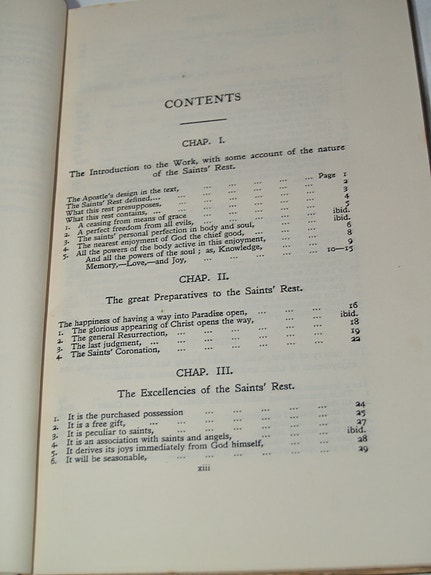 CONTENTS
CHAP. I.
The Introduction to the Work, with some account of the nature
of the Saints' Rest.
The Apostle's design in the text, ... ... ... ... ... Page 1
The Saints' Rest defined,... ... ... ... ... ... 2
What this rest presupposes, ... ... ... ... ... 3
What this rest contains, ... ... ... ... ... ... 4
1. A ceasing from means of grace ... ... ... ... 5
2. A perfect freedom from all evils, ... ... ... ... ibid.
3. The saints' personal perfection in body and soul, ... ... 6
4. The nearest enjoyment of God the chief good, ... ... ... 8
5. All the powers of the body active in this enjoyment, ... ... 9
And all the powers of the soul; as, Knowledge,
Memory,—Love,—and Joy, ... ... ... ... 10—15
CHAP. II.
The great Preparatives to the Saints' Rest.
The happiness of having a way into Paradise open, ... ... ... 16
1. The glorious appearing of Christ opens the way, ... ... ibid.
2. The general Resurrection, ... ... ... ... ... 18
3. The last judgment, ... ... ... ... ... ... 19
4. The Saints' Coronation, ... ... ... ... ... 22
CHAP. III.
The Excellencies of the Saints' Rest.
1. It is the purchased possession ... ... ... ... 24
2. It is a free gift, ... ... ... ... ... ... 25
3. It is peculiar to saints, ... ... ... ... ... 27
4. It is an association with saints and angels, ... ... ... ibid.
5. It derives its joys immediately from God himself, ... ... 28
6. It will be seasonable, ... ... ... ... ... 29
xiii